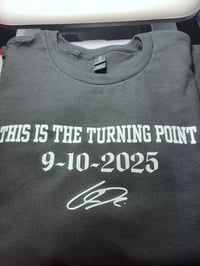 THIS IS THE TURNING POINT
9-10-2025